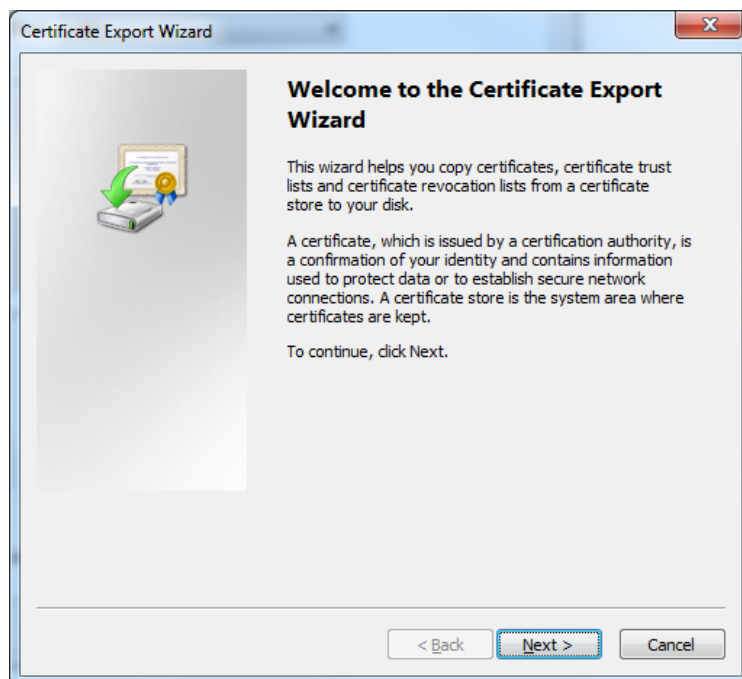 Certificate Export Wizard
Welcome to the Certificate Export
Wizard
This wizard helps you copy certificates, certificate trust
lists and certificate revocation lists from a certificate
store to your disk.
A certificate, which is issued by a certification authority, is
a confirmation of your identity and contains information
used to protect data or to establish secure network
connections. A certificate store is the system area where
certificates are kept.
To continue, click Next.
< Back
Next >
Cancel